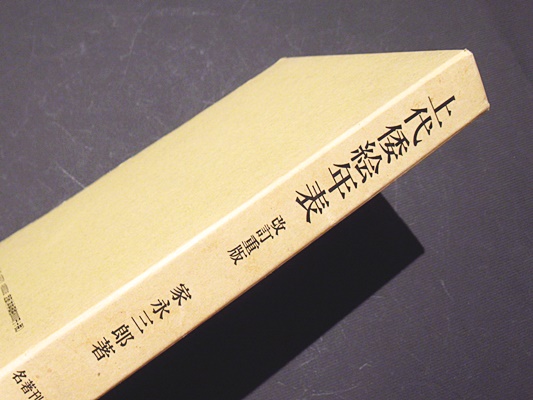 上代倭絵年表
改訂重版
家永三郎著
名著刊